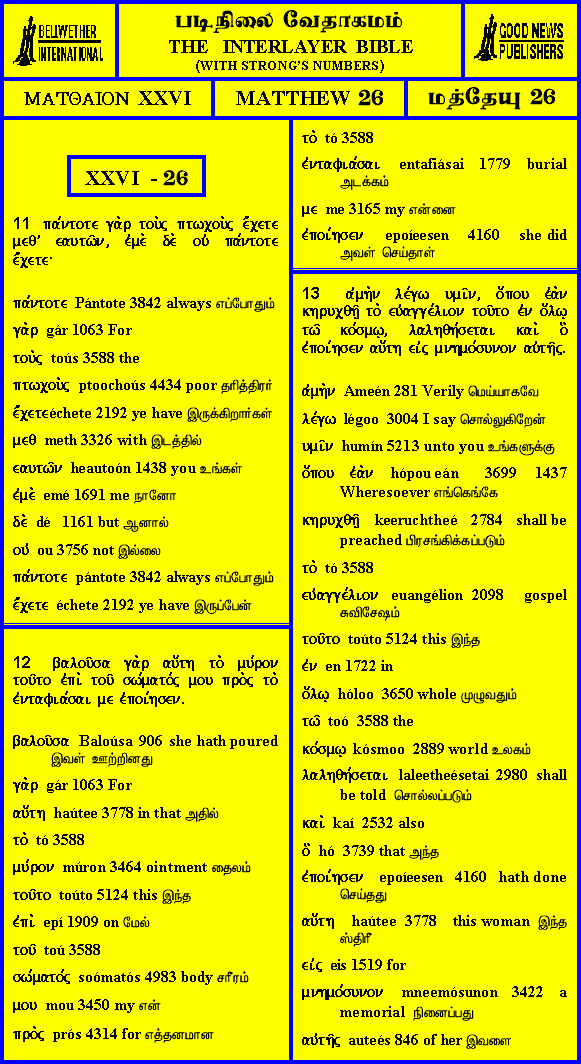 BELLWETHER
INTERNATIONAL
படிநிலை வேதாகமம்
THE INTERLAYER BIBLE
(WITH STRONG'S NUMBERS)
GOOD NEWS
PUBLISHERS
ΜΑΤΘΑΙΟΝ XXVI
MATTHEW 26
மத்தேயு 26
XXVI - 26
11 πάντοτε γὰρ τοὺς πτωχοὺς ἔχετε
μεθ' εαυτῶν, ἐμὲ δὲ οὐ πάντοτε
ἔχετε·
πάντοτε Pántote 3842 always எப்போதும்
γὰρ gár 1063 For
τοὺς toús 3588 the
πτωχοὺς ptoochoús 4434 poor தரித்திரர்
ἔχετε échete 2192 ye have இருக்கிறார்கள்
μεθ meth 3326 with இடத்தில்
εαυτῶν heautoón 1438 you உங்கள்
ἐμὲ emé 1691 me நானோ
δὲ dé 1161 but ஆனால்
οὐ ou 3756 not இல்லை
πάντοτε pántote 3842 always எப்போதும்
ἔχετε échete 2192 ye have இருப்பேன்
12 βαλοῦσα γὰρ αὕτη τὸ μύρον
τοῦτο ἐπὶ τοῦ σώματός μου πρὸς τὸ
ἐνταφιάσαι με ἐποίησεν.
βαλοῦσα Baloúsa 906 she hath poured
இவள் ஊற்றினது
γὰρ gár 1063 For
αὕτη haútee 3778 in that அதில்
τὸ tó 3588
μύρον múron 3464 ointment தைலம்
τοῦτο toúto 5124 this இந்த
ἐπὶ epí 1909 on மேல்
τοῦ toú 3588
σώματός soómatós 4983 body சரீரம்
μου mou 3450 my என்
πρὸς prós 4314 for எத்தனமான
τὸ tó 3588
ἐνταφιάσαι entafiásai 1779 burial
அடக்கம்
με me 3165 my என்னை
ἐποίησεν epoíeesen 4160 she did
அவள் செய்தாள்
13 ἀμὴν λέγω υμῖν, ὅπου ἐὰν
κηρυχθῇ τὸ εὐαγγέλιον τοῦτο ἐν ὅλῳ
τῶ κόσμῳ, λαληθήσεται καὶ ὃ
ἐποίησεν αὕτη εἰς μνημόσυνον αὐτῆς.
ἀμὴν Ameén 281 Verily மெய்யாகவே
λέγω légoo 3004 I say சொல்லுகிறேன்
υμῖν humín 5213 unto you உங்களுக்கு
ὅπου ἐὰν hópou eán 3699 1437
Wheresoever எங்கெங்கே
κηρυχθῇ keeruchtheé 2784 shall be
preached பிரசங்கிக்கப்படும்
τὸ tó 3588
εὐαγγέλιον euangélion 2098 gospel
சுவிசேஷம்
τοῦτο toúto 5124 this இந்த
ἐν en 1722 in
ὅλῳ hóloo 3650 whole முழுவதும்
τῶ toó 3588 the
κόσμῳ kósmoo 2889 world உலகம்
λαληθήσεται laleetheésetai 2980 shall
be told சொல்லப்படும்
καὶ kaí 2532 also
ὃ hó 3739 that அந்த
ἐποίησεν epoíeesen 4160 hath done
செய்தது
αὕτη haútee 3778 this woman இந்த
ஸ்திரீ
εἰς eis 1519 for
μνημόσυνον mneemósunon 3422 a
memorial நினைப்பது
αὐτῆςauteés 846 of her இவளை